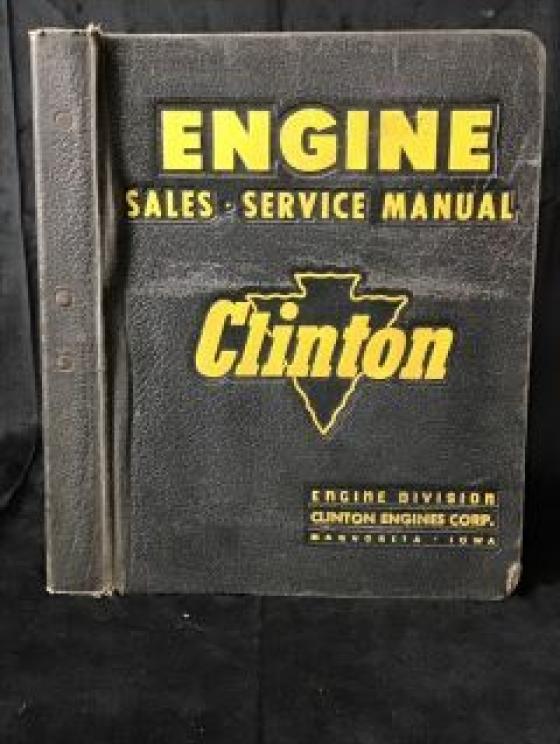 ENGINE
SALES · SERVICE MANUAL
Clinton
ENGINE DIVISION
CLINTON ENGINES CORP.
MAQUOKETA · IOWA